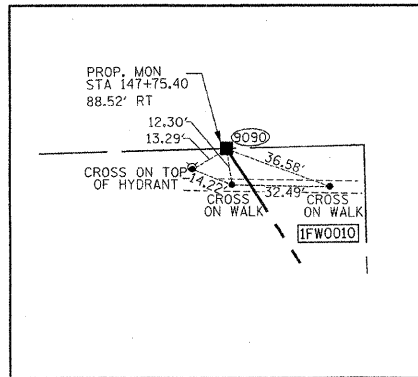 PROP. MON
STA 147+75.40
88.52' RT
12.30'
13.29'
9090
36.58'
CROSS ON TOP
OF HYDRANT
14.22'
32.49'
CROSS
ON WALK
CROSS
ON WALK
1FW0010